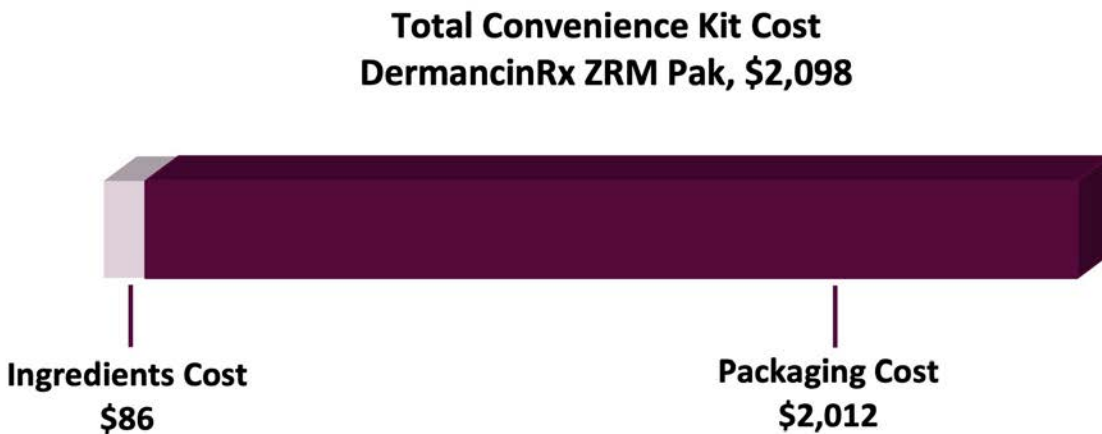 Total Convenience Kit Cost
DermancinRx ZRM Pak, $2,098
Ingredients Cost
$86
Packaging Cost
$2,012